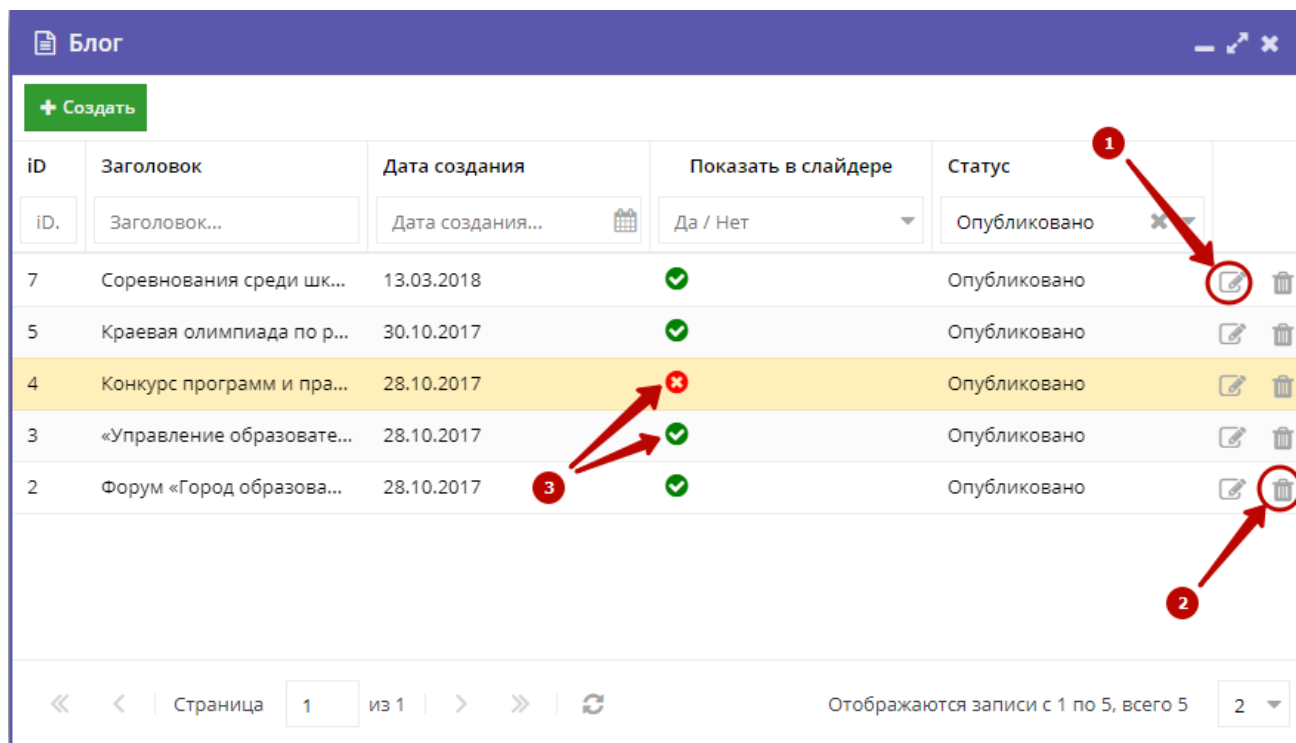 Блог
Создать
iD Заголовок Дата создания Показать в слайдере Статус
iD. Заголовок... Дата создания... Да / Нет Опубликовано
7 Соревнования среди шк... 13.03.2018 Опубликовано
5 Краевая олимпиада по р... 30.10.2017 Опубликовано
4 Конкурс программ и пра... 28.10.2017 Опубликовано
3 «Управление образовате... 28.10.2017 Опубликовано
2 Форум «Город образова... 28.10.2017 Опубликовано
1
3
2
Страница 1 из 1 Отображаются записи с 1 по 5, всего 5 2